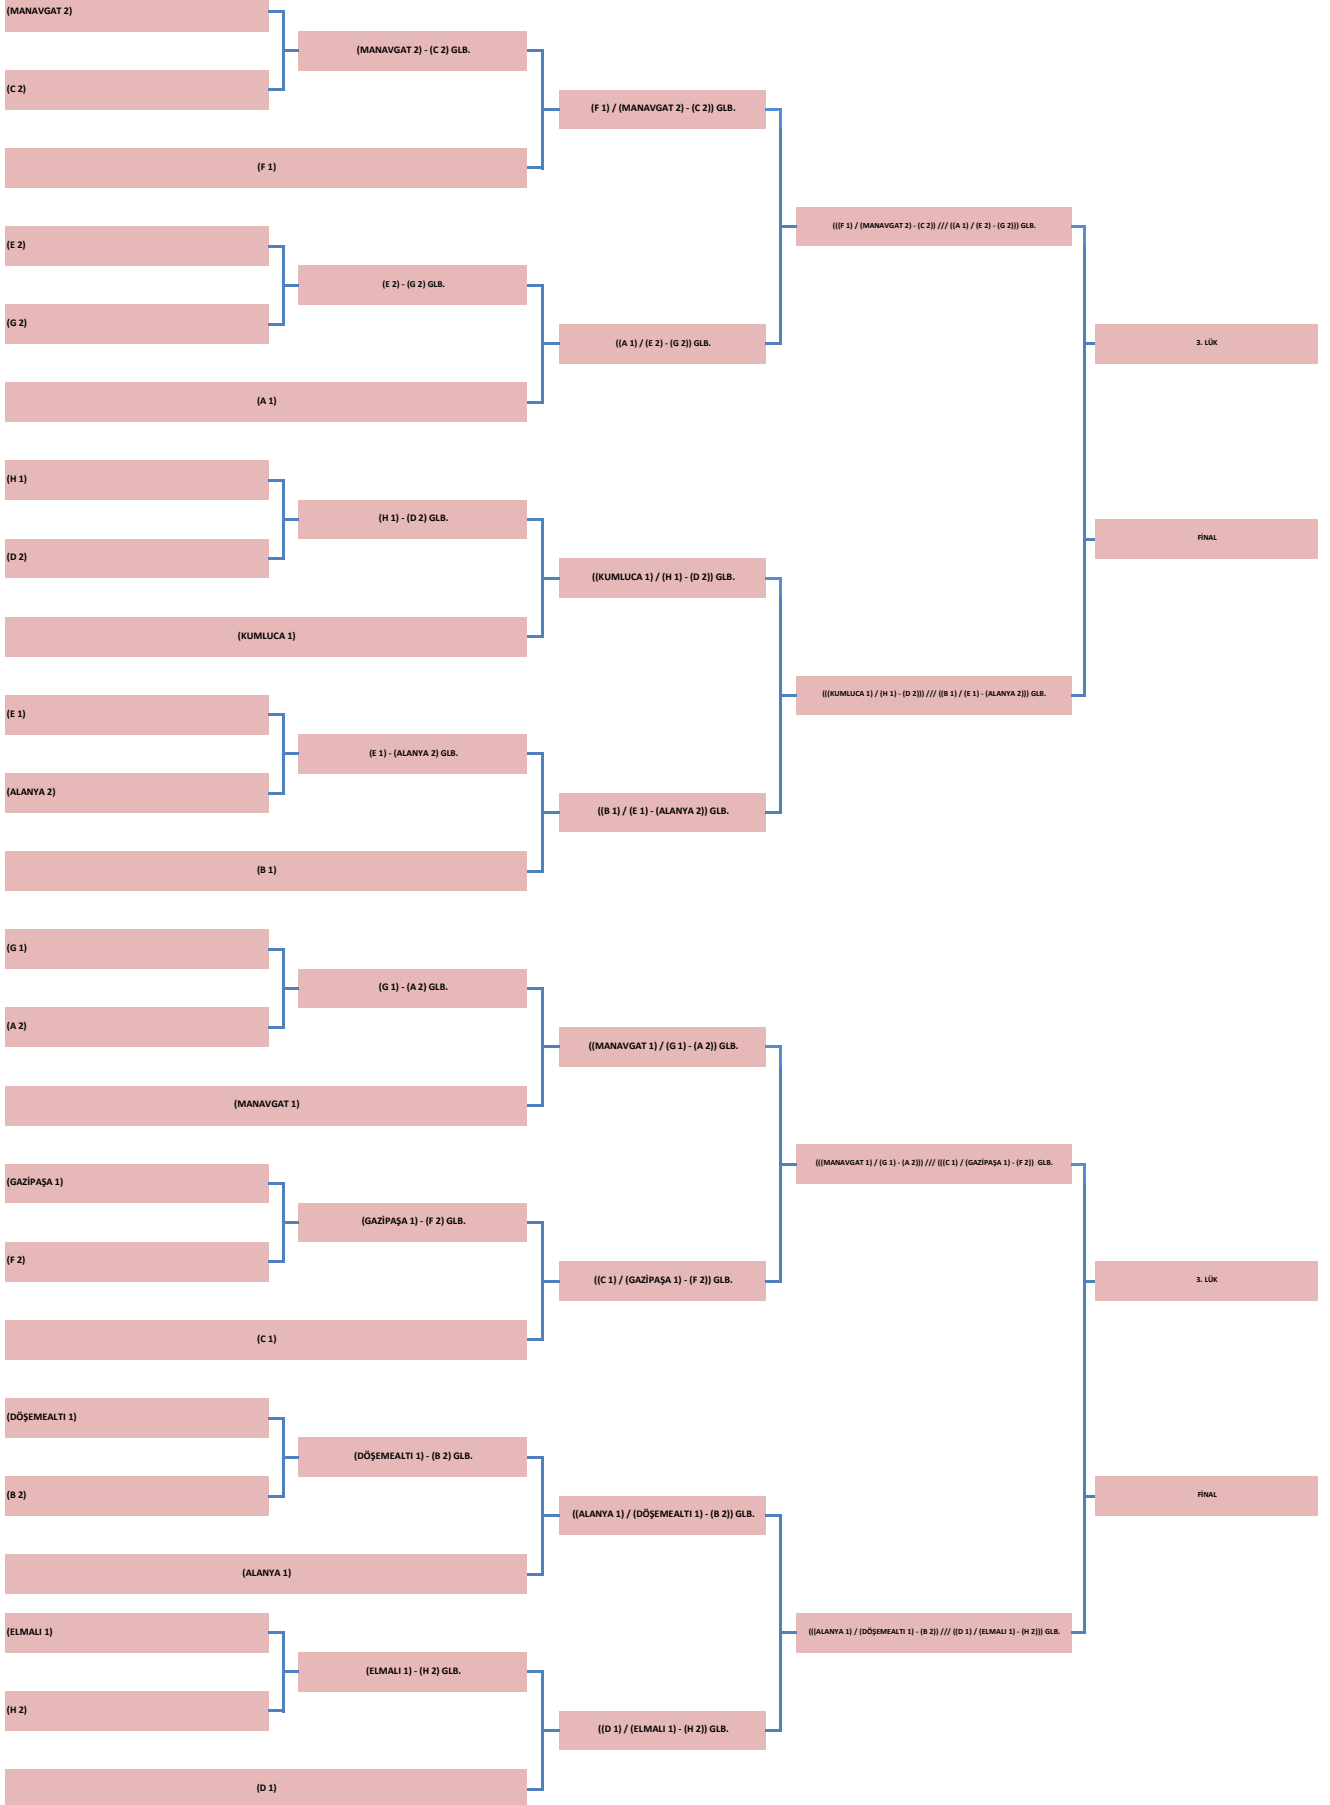 (MANAVGAT 2)
(MANAVGAT 2) - (C 2) GLB.
(C 2)
(F 1) / (MANAVGAT 2) - (C 2)) GLB.
(F 1)
(((F 1) / (MANAVGAT 2) - (C 2)) /// ((A 1) / (E 2) - (G 2))) GLB.
(E 2)
(E 2) - (G 2) GLB.
(G 2)
((A 1) / (E 2) - (G 2)) GLB.
3. LÜK
(A 1)
(H 1)
(H 1) - (D 2) GLB.
FİNAL
(D 2)
((KUMLUCA 1) / (H 1) - (D 2)) GLB.
(KUMLUCA 1)
(((KUMLUCA 1) / (H 1) - (D 2))) /// ((B 1) / (E 1) - (ALANYA 2))) GLB.
(E 1)
(E 1) - (ALANYA 2) GLB.
(ALANYA 2)
((B 1) / (E 1) - (ALANYA 2)) GLB.
(B 1)
(G 1)
(G 1) - (A 2) GLB.
(A 2)
((MANAVGAT 1) / (G 1) - (A 2)) GLB.
(MANAVGAT 1)
(((MANAVGAT 1) / (G 1) - (A 2))) /// (((C 1) / (GAZİPAŞA 1) - (F 2)) GLB.
(GAZİPAŞA 1)
(GAZİPAŞA 1) - (F 2) GLB.
(F 2)
((C 1) / (GAZİPAŞA 1) - (F 2)) GLB.
3. LÜK
(C 1)
(DÖŞEMEALTI 1)
(DÖŞEMEALTI 1) - (B 2) GLB.
(B 2)
FİNAL
((ALANYA 1) / (DÖŞEMEALTI 1) - (B 2)) GLB.
(ALANYA 1)
(ELMALI 1)
(((ALANYA 1) / (DÖŞEMEALTI 1) - (B 2)) /// ((D 1) / (ELMALI 1) - (H 2))) GLB.
(ELMALI 1) - (H 2) GLB.
(H 2)
((D 1) / (ELMALI 1) - (H 2)) GLB.
(D 1)